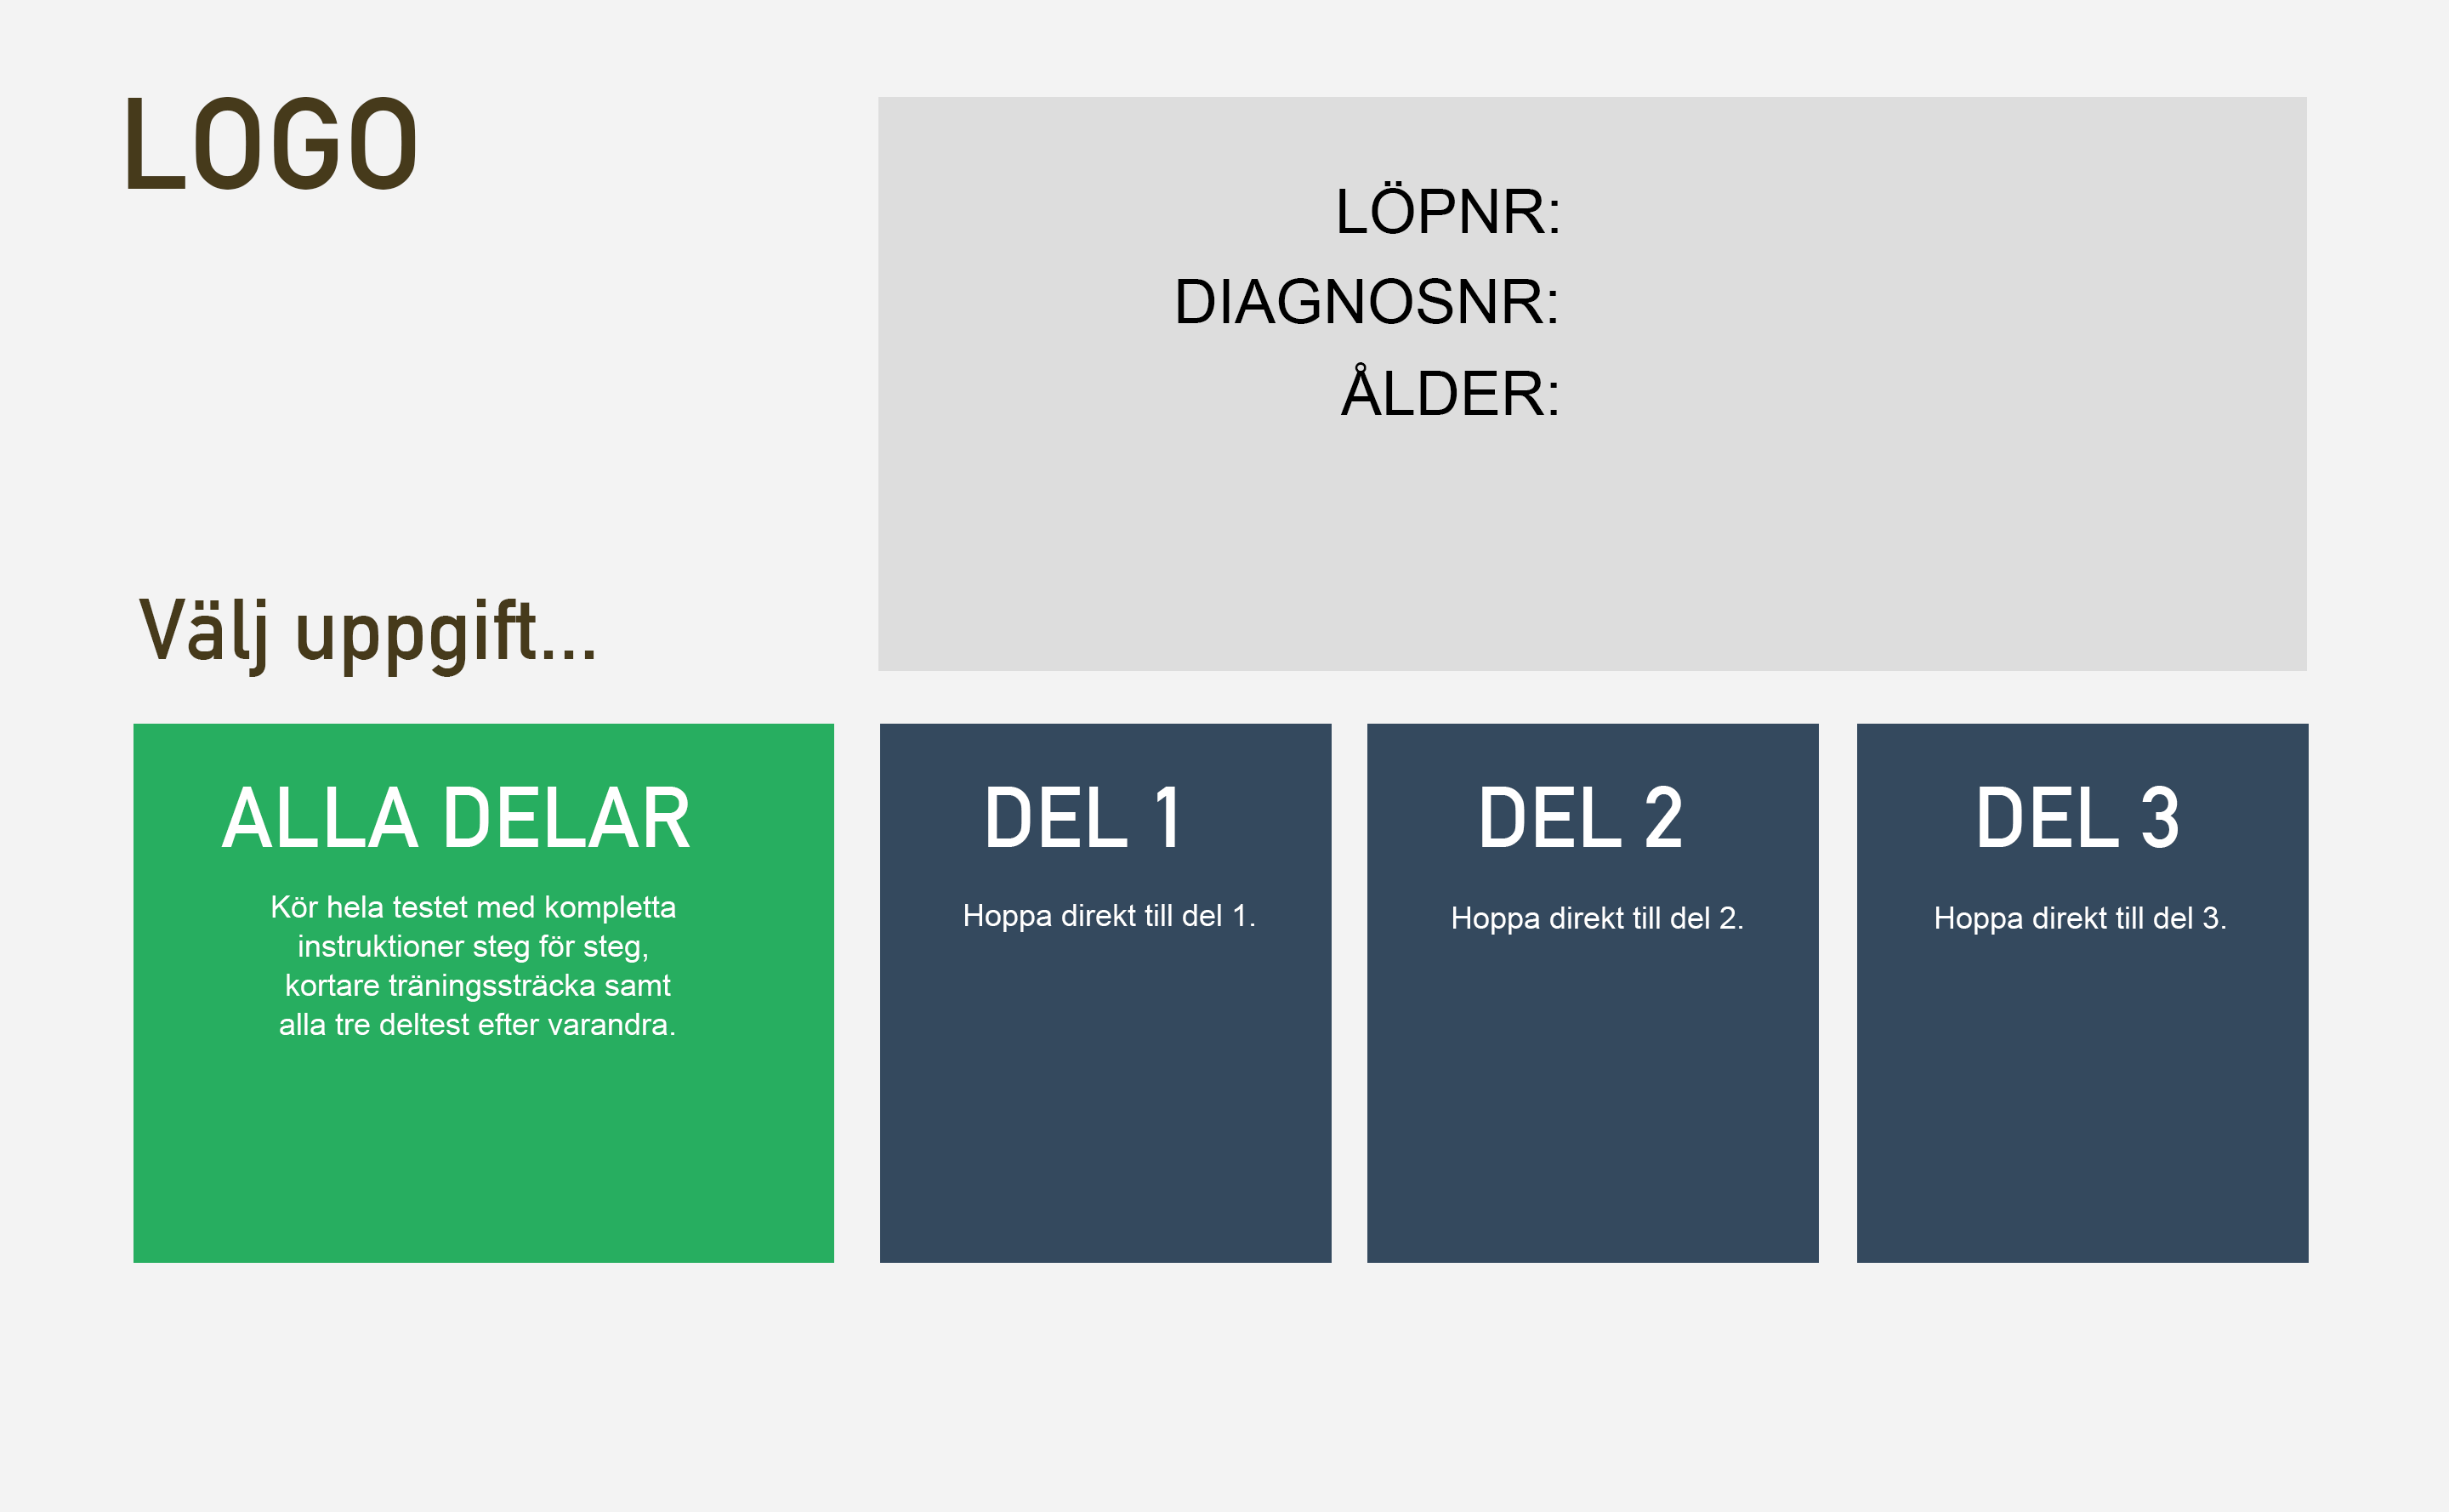 LOGO
LÖPNR:
DIAGNOSNR:
ÅLDER:
Välj uppgift...
ALLA DELAR
Kör hela testet med kompletta
instruktioner steg för steg,
kortare träningssträcka samt
alla tre deltest efter varandra.
DEL 1
Hoppa direkt till del 1.
DEL 2
Hoppa direkt till del 2.
DEL 3
Hoppa direkt till del 3.